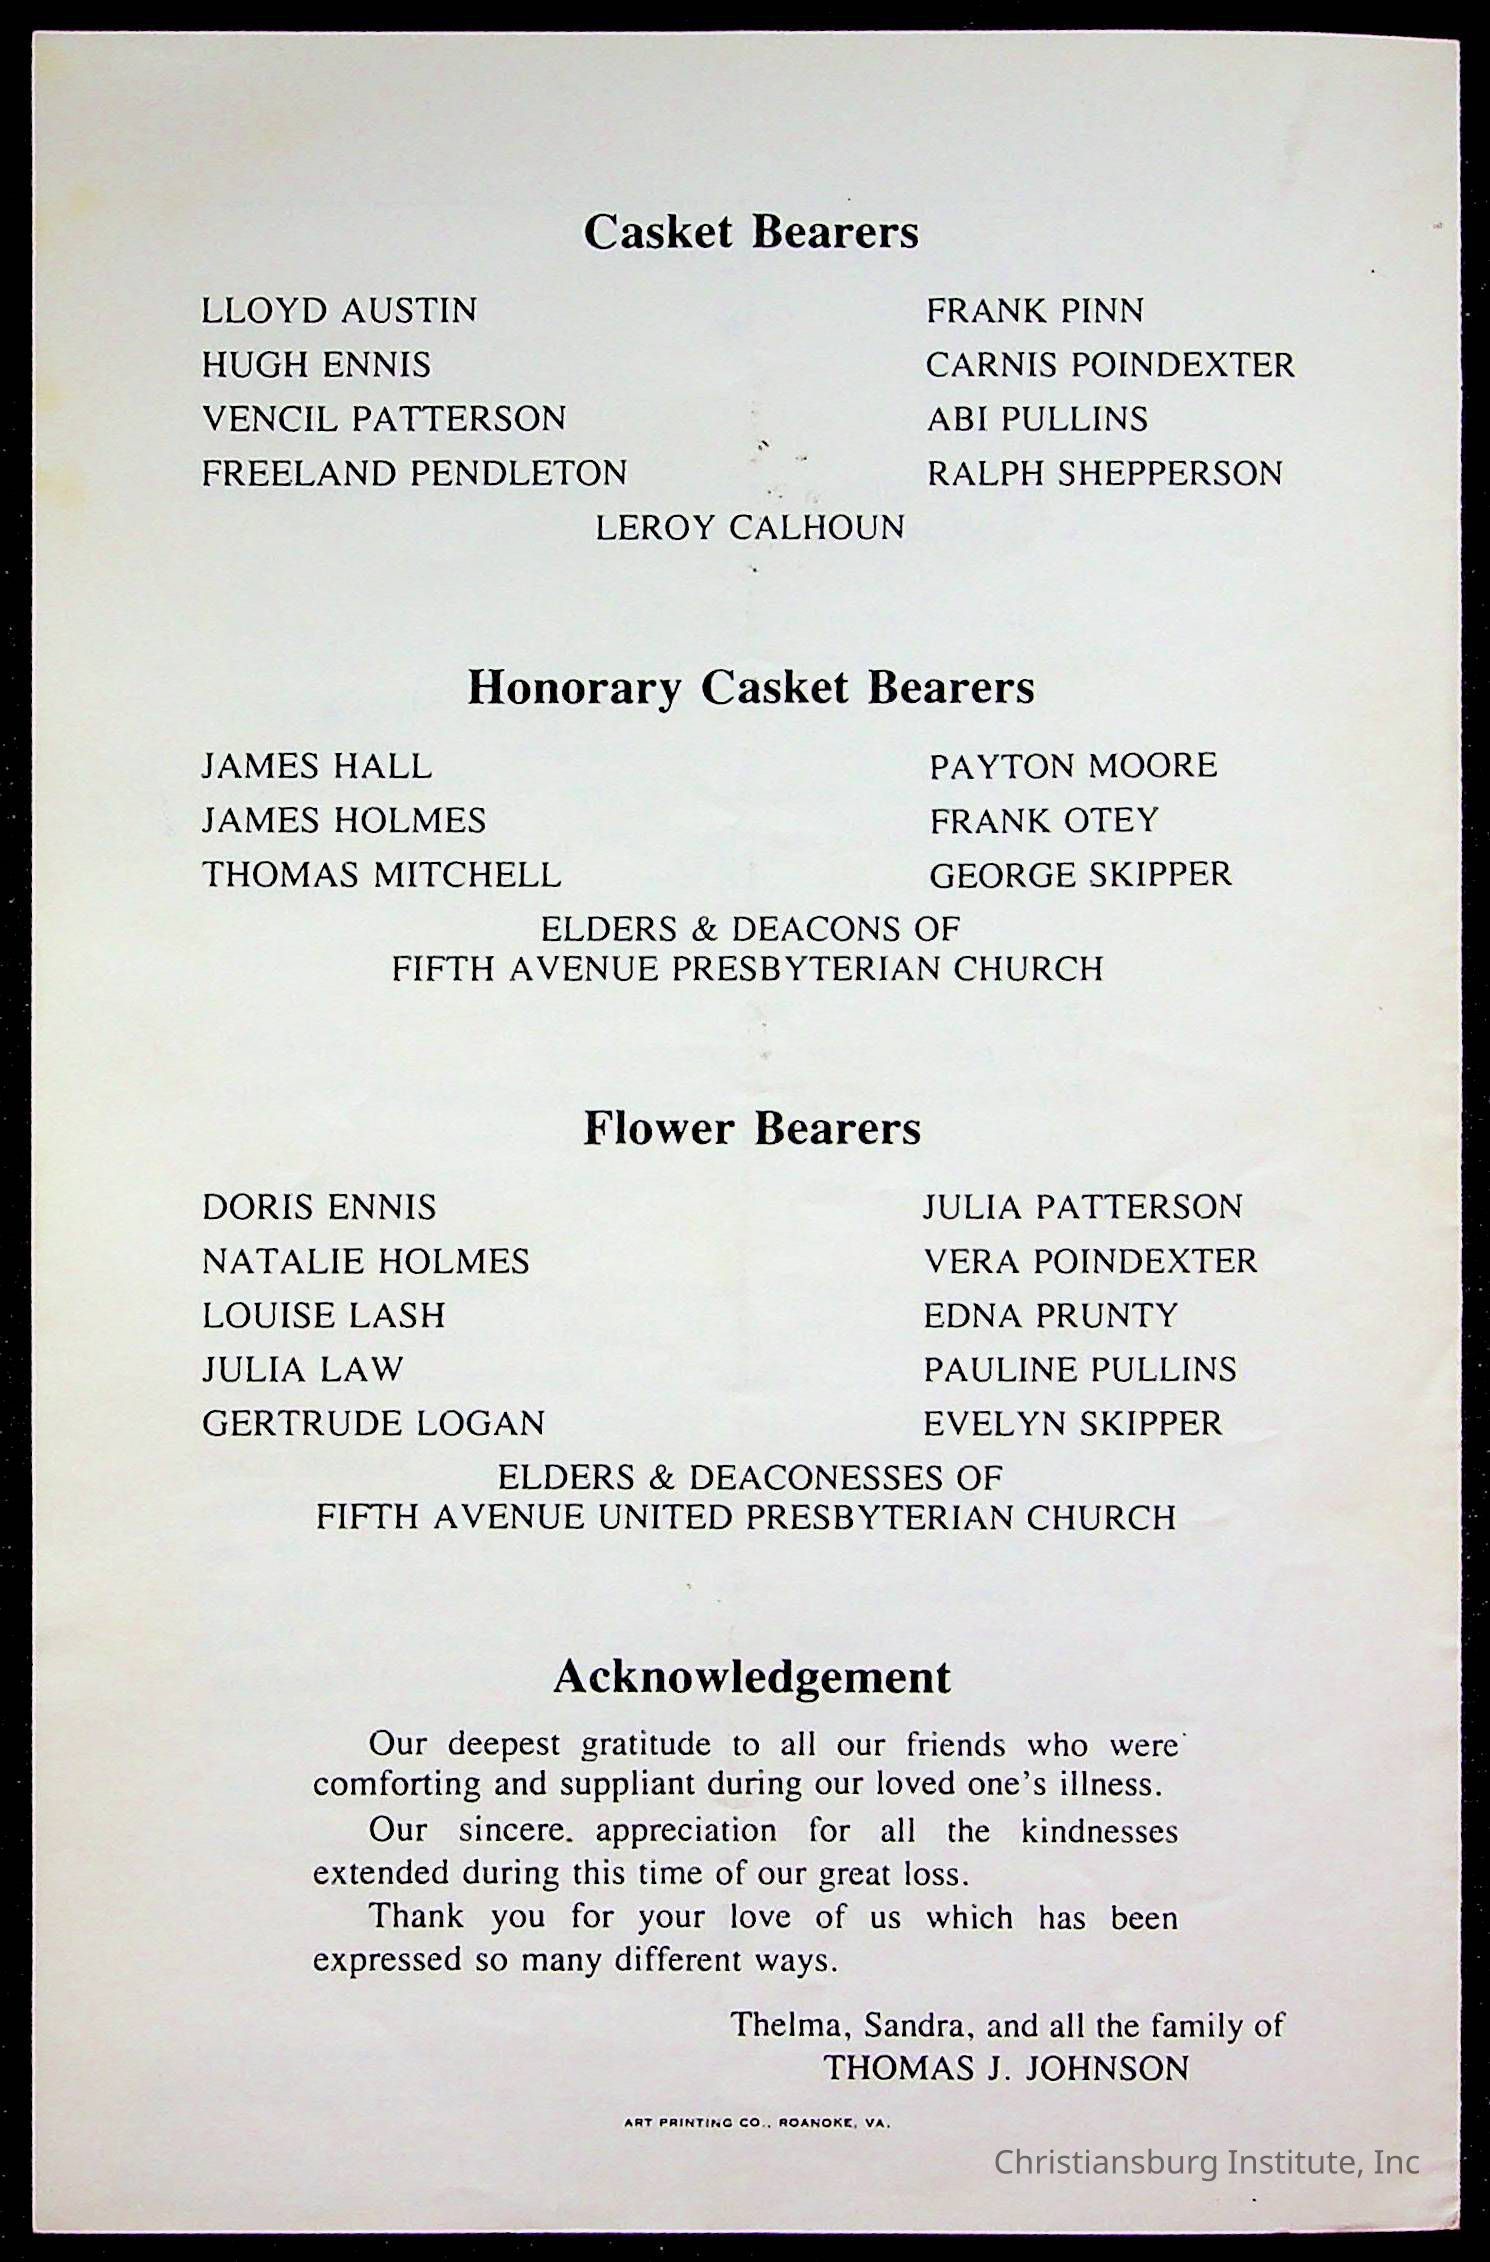 Casket Bearers
LLOYD AUSTIN FRANK PINN
HUGH ENNIS CARNIS POINDEXTER
VENCIL PATTERSON ABI PULLINS
FREELAND PENDLETON RALPH SHEPPERSON
LEROY CALHOUN
Honorary Casket Bearers
JAMES HALL PAYTON MOORE
JAMES HOLMES FRANK OTEY
THOMAS MITCHELL GEORGE SKIPPER
ELDERS & DEACONS OF
FIFTH AVENUE PRESBYTERIAN CHURCH
Flower Bearers
DORIS ENNIS JULIA PATTERSON
NATALIE HOLMES VERA POINDEXTER
LOUISE LASH EDNA PRUNTY
JULIA LAW PAULINE PULLINS
GERTRUDE LOGAN EVELYN SKIPPER
ELDERS & DEACONESSES OF
FIFTH AVENUE UNITED PRESBYTERIAN CHURCH
Acknowledgement
Our deepest gratitude to all our friends who were
comforting and suppliant during our loved one's illness.
Our sincere. appreciation for all the kindnesses
extended during this time of our great loss.
Thank you for your love of us which has been
expressed so many different ways.
Thelma, Sandra, and all the family of
THOMAS J. JOHNSON
ART PRINTING CO., ROANOKE, VA.
Christiansburg Institute, Inc